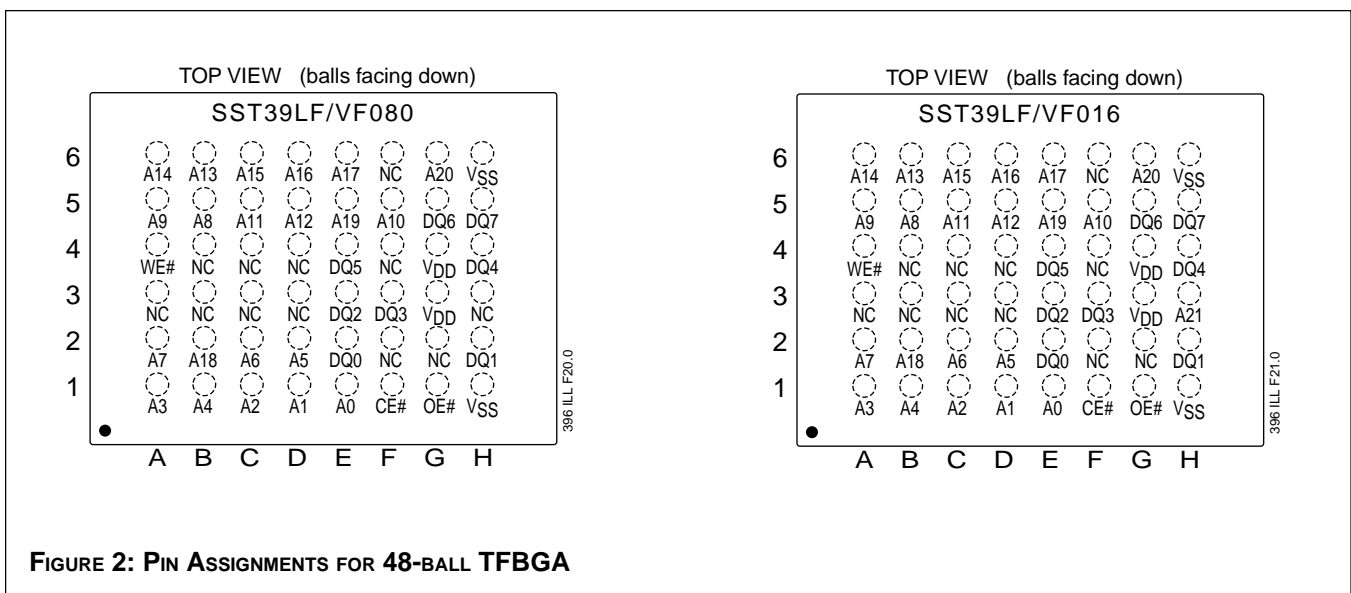 TOP VIEW (balls facing down)
SST39LF/VF080
6
A14 A13 A15 A16 A17 NC A20 VSS
5
A9 A8 A11 A12 A19 A10 DQ6 DQ7
4
WE# NC NC NC DQ5 NC VDD DQ4
3
NC NC NC NC DQ2 DQ3 VDD NC
2
A7 A18 A6 A5 DQ0 NC NC DQ1
1
A3 A4 A2 A1 A0 CE# OE# VSS
A B C D E F G H
396 ILL F20.0
TOP VIEW (balls facing down)
SST39LF/VF016
6
A14 A13 A15 A16 A17 NC A20 VSS
5
A9 A8 A11 A12 A19 A10 DQ6 DQ7
4
WE# NC NC NC DQ5 NC VDD DQ4
3
NC NC NC NC DQ2 DQ3 VDD A21
2
A7 A18 A6 A5 DQ0 NC NC DQ1
1
A3 A4 A2 A1 A0 CE# OE# VSS
A B C D E F G H
396 ILL F21.0
FIGURE 2: PIN ASSIGNMENTS FOR 48-BALL TFBGA